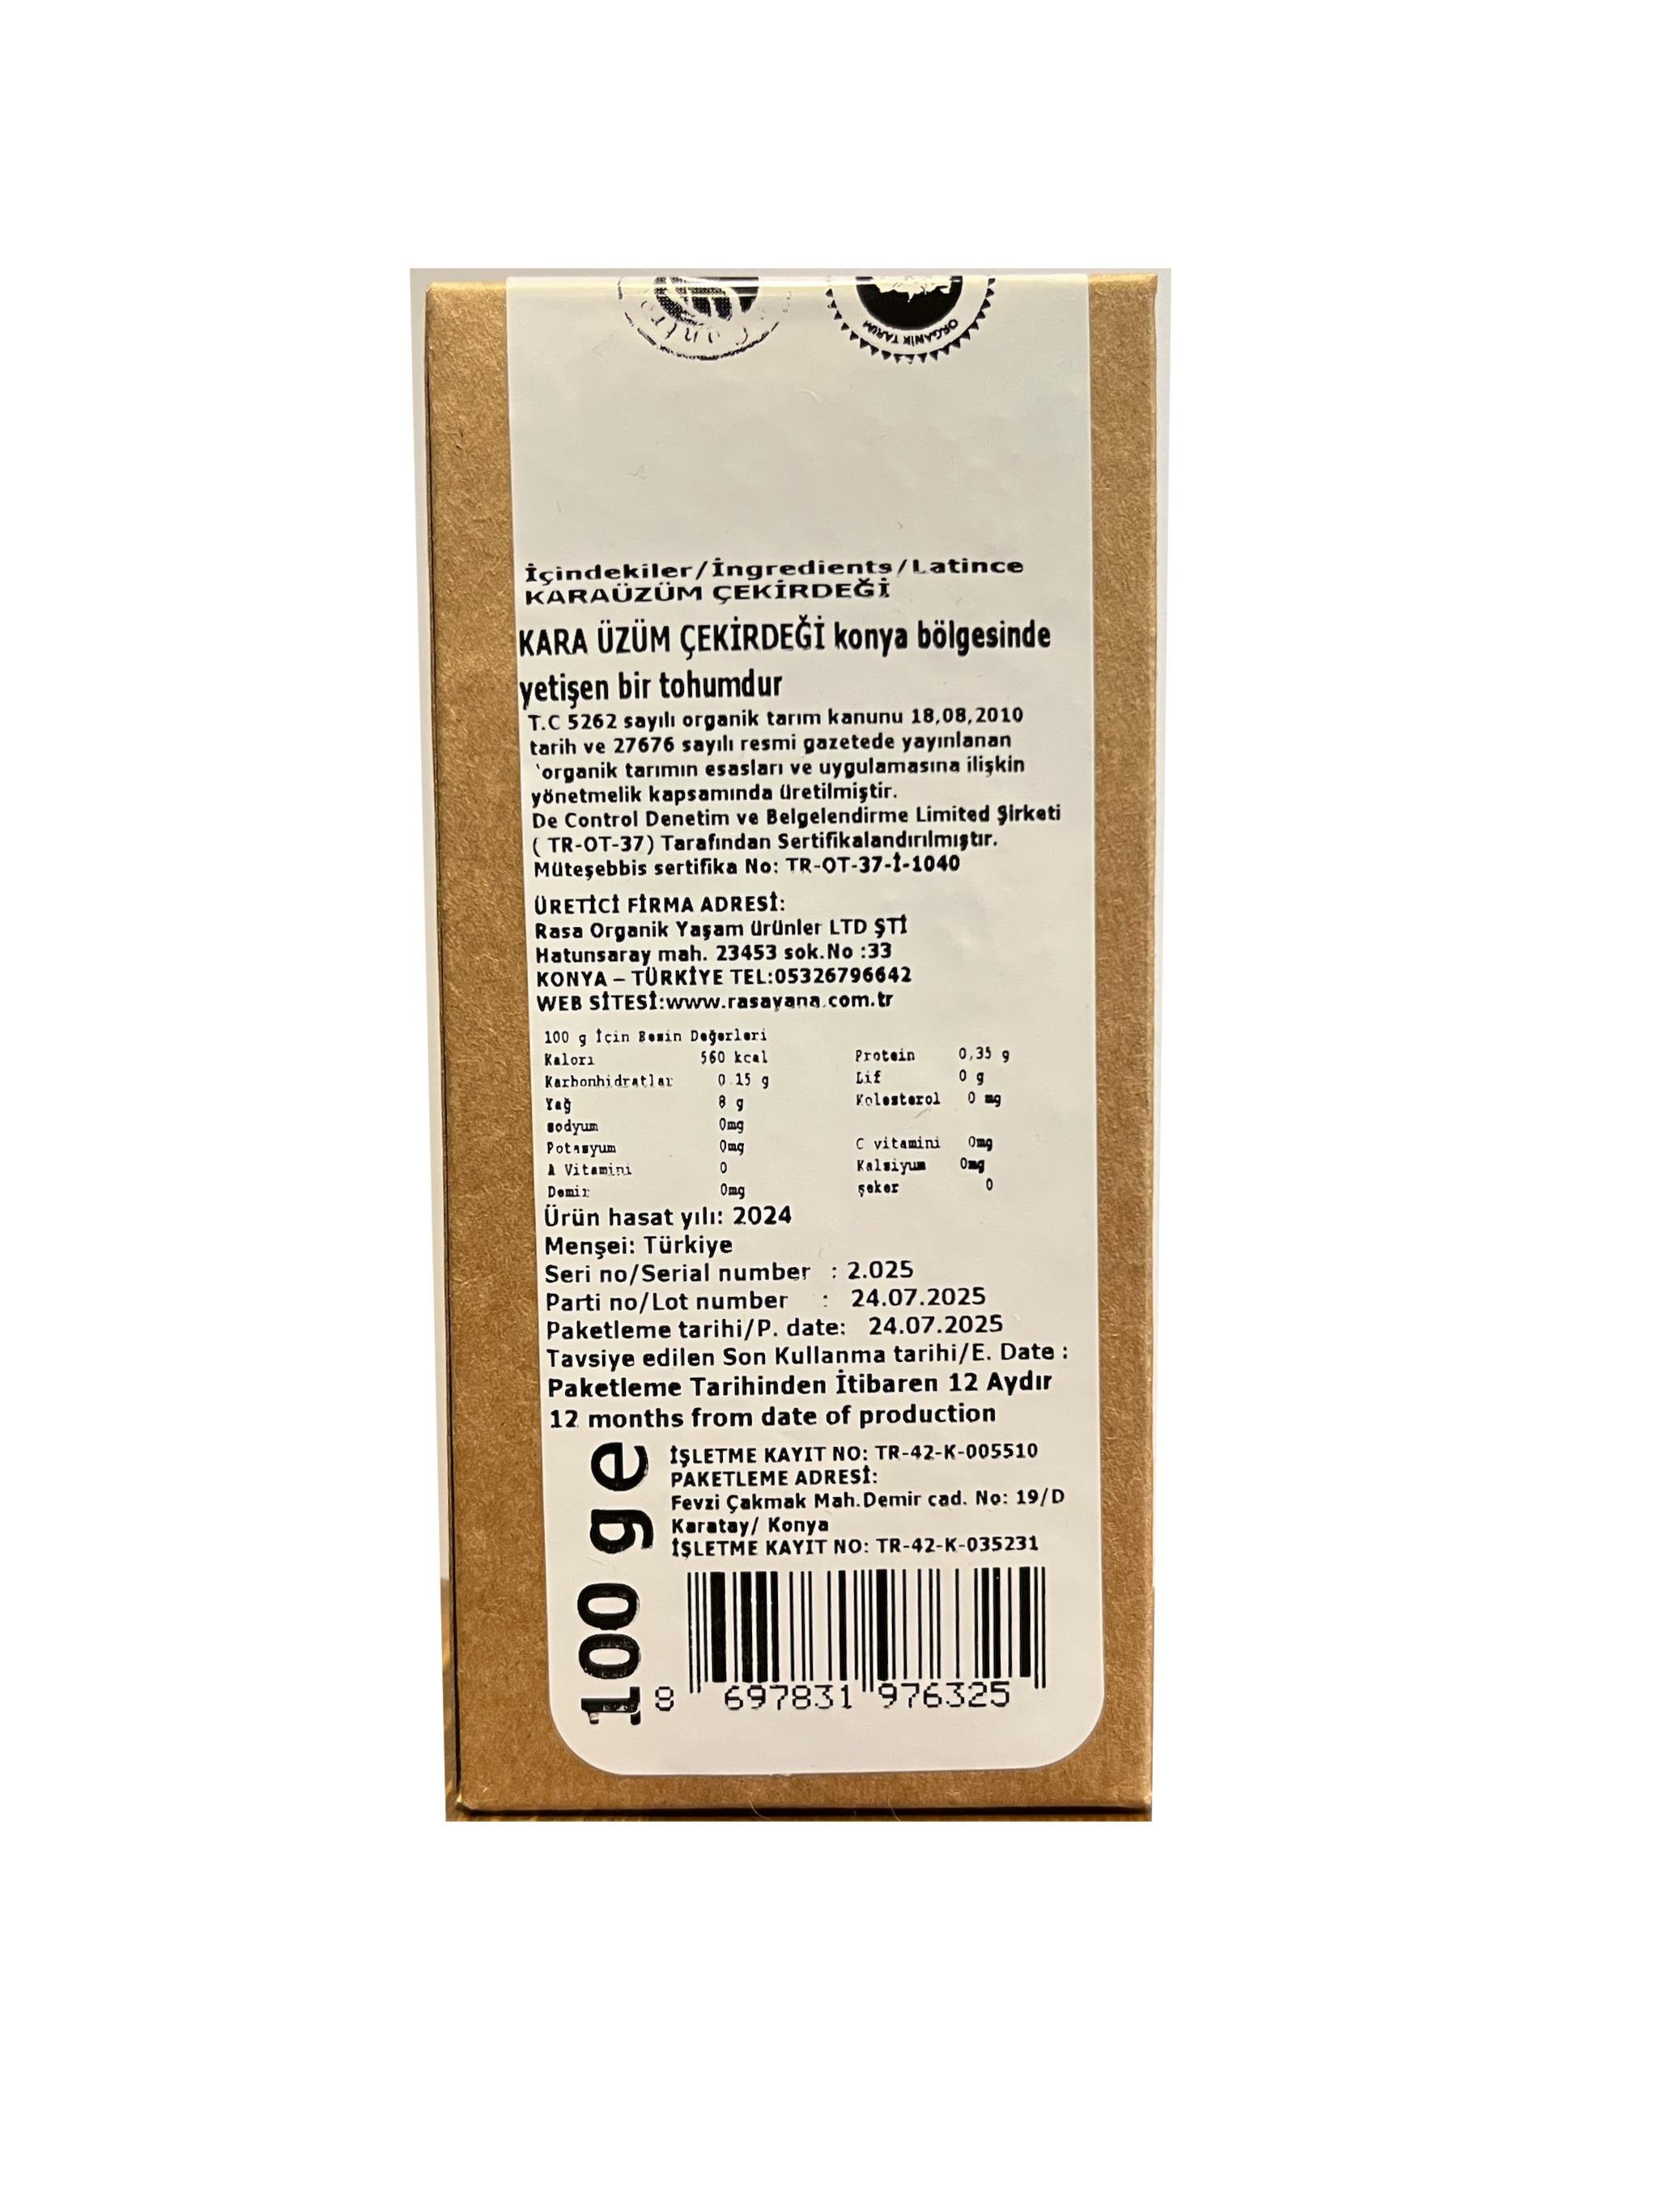 ORGANİK TARIM
İçindekiler/İngredients/Latince
KARAÜZÜM ÇEKİRDEĞİ
KARA ÜZÜM ÇEKİRDEĞİ konya bölgesinde
yetişen bir tohumdur
T.C 5262 sayılı organik tarım kanunu 18,08,2010
tarih ve 27676 sayılı resmi gazetede yayınlanan
'organik tarımın esasları ve uygulamasına ilişkin
yönetmelik kapsamında üretilmiştir.
De Control Denetim ve Belgelendirme Limited Şirketi
( TR-OT-37) Tarafından Sertifikalandırılmıştır.
Müteşebbis sertifika No: TR-OT-37-İ-1040
ÜRETİCİ FİRMA ADRESİ:
Rasa Organik Yaşam ürünler LTD ŞTİ
Hatunsaray mah. 23453 sok.No :33
KONYA – TÜRKİYE TEL:05326796642
WEB SİTESİ:www.rasayana.com.tr
100 g İçin Besin Değerleri
Kalori 560 kcal Protein 0,35 g
Karbonhidratlar 0.15 g Lif 0 g
Yağ 8 g Kolesterol 0 mg
sodyum 0mg
Potasyum 0mg C vitamini 0mg
A Vitamini 0 Kalsiyum 0mg
Demir 0mg şeker 0
Ürün hasat yılı: 2024
Menşei: Türkiye
Seri no/Serial number : 2.025
Parti no/Lot number : 24.07.2025
Paketleme tarihi/P. date: 24.07.2025
Tavsiye edilen Son Kullanma tarihi/E. Date :
Paketleme Tarihinden İtibaren 12 Aydır
12 months from date of production
100 g e
İŞLETME KAYIT NO: TR-42-K-005510
PAKETLEME ADRESİ:
Fevzi Çakmak Mah.Demir cad. No: 19/D
Karatay/ Konya
İŞLETME KAYIT NO: TR-42-K-035231
8 697831 976325